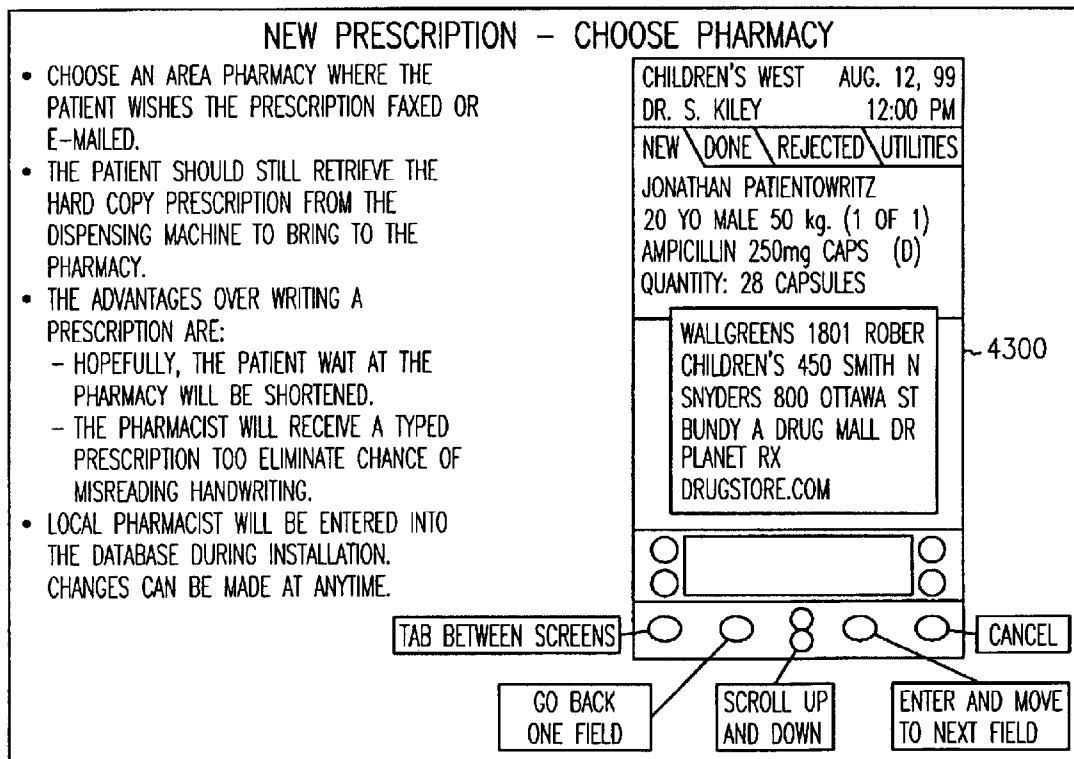 NEW PRESCRIPTION – CHOOSE PHARMACY
• CHOOSE AN AREA PHARMACY WHERE THE
PATIENT WISHES THE PRESCRIPTION FAXED OR
E-MAILED.
• THE PATIENT SHOULD STILL RETRIEVE THE
HARD COPY PRESCRIPTION FROM THE
DISPENSING MACHINE TO BRING TO THE
PHARMACY.
• THE ADVANTAGES OVER WRITING A
PRESCRIPTION ARE:
– HOPEFULLY, THE PATIENT WAIT AT THE
PHARMACY WILL BE SHORTENED.
– THE PHARMACIST WILL RECEIVE A TYPED
PRESCRIPTION TOO ELIMINATE CHANCE OF
MISREADING HANDWRITING.
• LOCAL PHARMACIST WILL BE ENTERED INTO
THE DATABASE DURING INSTALLATION.
CHANGES CAN BE MADE AT ANYTIME.
CHILDREN'S WEST AUG. 12, 99
DR. S. KILEY 12:00 PM
NEW DONE REJECTED UTILITIES
JONATHAN PATIENTOWRITZ
20 YO MALE 50 kg. (1 OF 1)
AMPICILLIN 250mg CAPS (D)
QUANTITY: 28 CAPSULES
WALLGREENS 1801 ROBER
CHILDREN'S 450 SMITH N
SNYDERS 800 OTTAWA ST
BUNDY A DRUG MALL DR
PLANET RX
DRUGSTORE.COM
4300
TAB BETWEEN SCREENS
CANCEL
GO BACK
ONE FIELD
SCROLL UP
AND DOWN
ENTER AND MOVE
TO NEXT FIELD